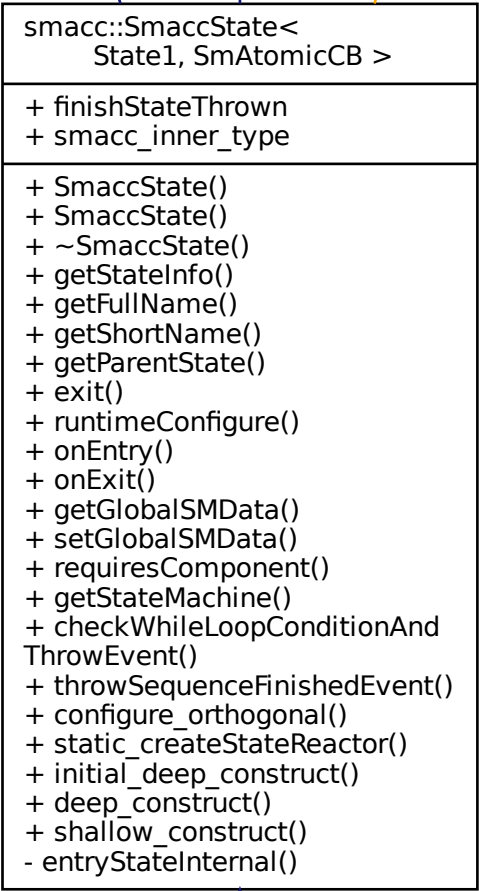 smacc::SmaccState<
State1, SmAtomicCB >
+ finishStateThrown
+ smacc_inner_type
+ SmaccState()
+ SmaccState()
+ ~SmaccState()
+ getStateInfo()
+ getFullName()
+ getShortName()
+ getParentState()
+ exit()
+ runtimeConfigure()
+ onEntry()
+ onExit()
+ getGlobalSMData()
+ setGlobalSMData()
+ requiresComponent()
+ getStateMachine()
+ checkWhileLoopConditionAnd
ThrowEvent()
+ throwSequenceFinishedEvent()
+ configure_orthogonal()
+ static_createStateReactor()
+ initial_deep_construct()
+ deep_construct()
+ shallow_construct()
- entryStateInternal()